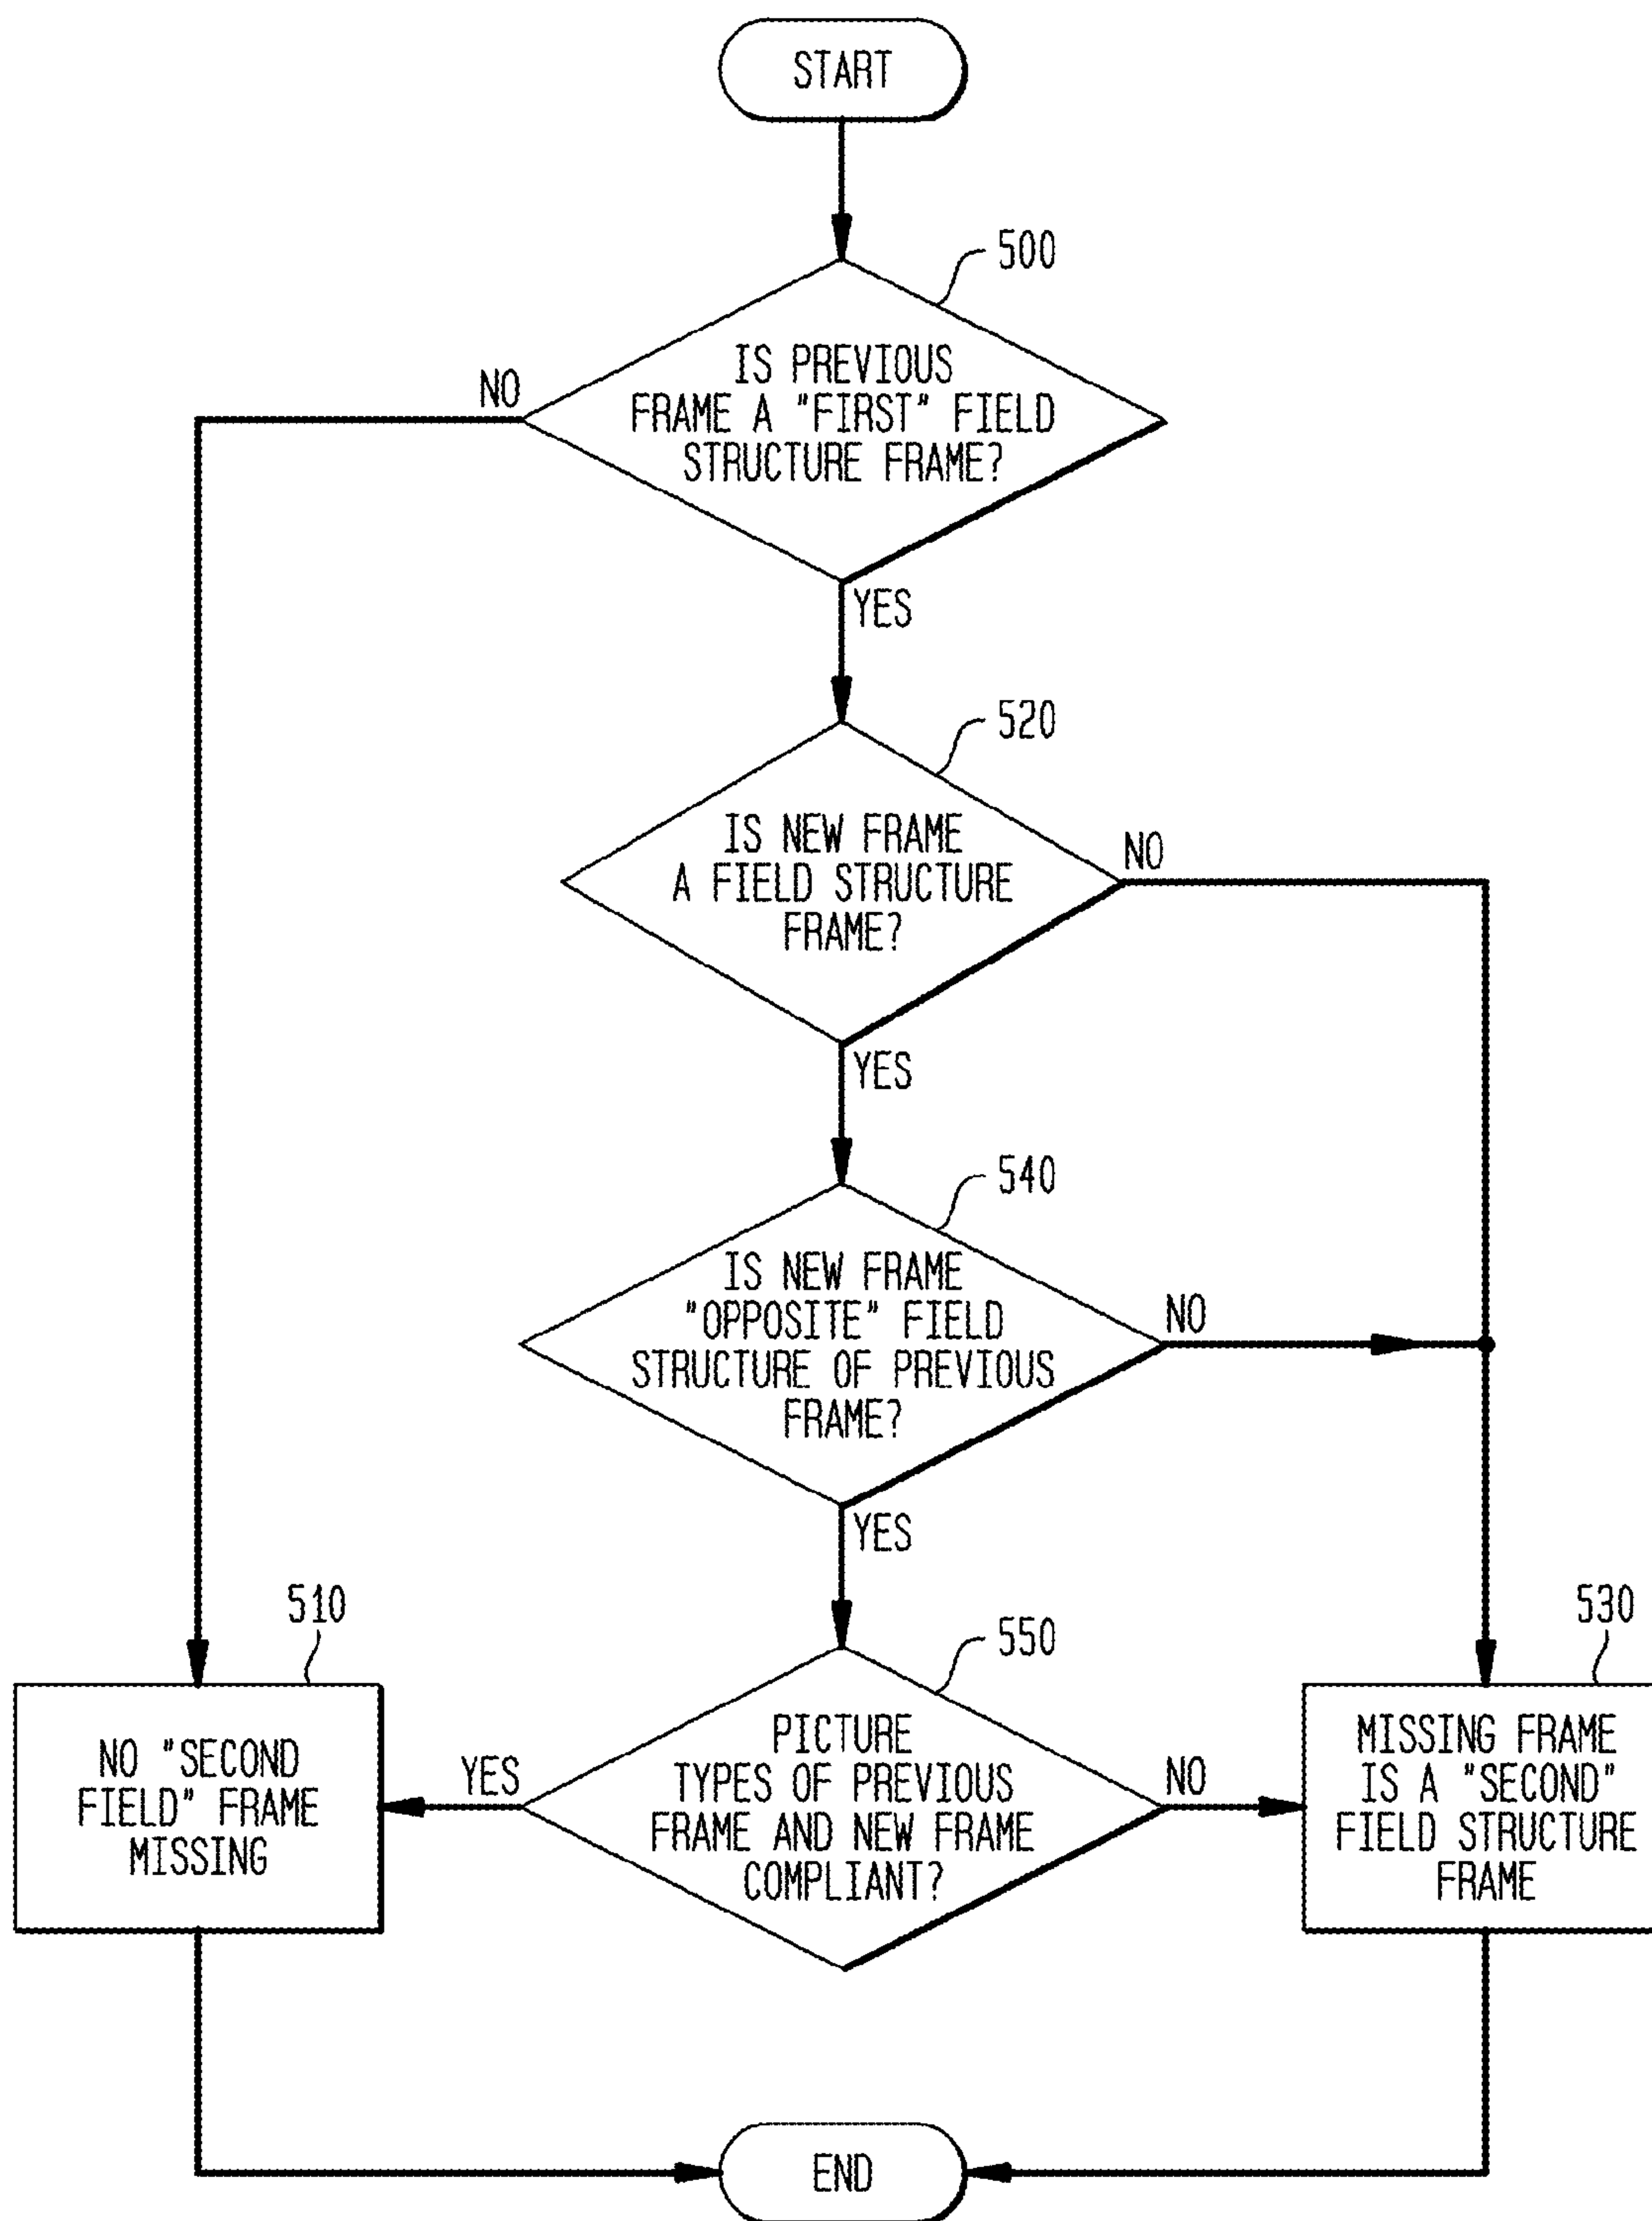 START
500
IS PREVIOUS
FRAME A "FIRST" FIELD
STRUCTURE FRAME?
NO
YES
520
IS NEW FRAME
A FIELD STRUCTURE
FRAME?
NO
YES
540
IS NEW FRAME
"OPPOSITE" FIELD
STRUCTURE OF PREVIOUS
FRAME?
NO
YES
510
NO "SECOND
FIELD" FRAME
MISSING
550
PICTURE
TYPES OF PREVIOUS
FRAME AND NEW FRAME
COMPLIANT?
YES
NO
530
MISSING FRAME
IS A "SECOND"
FIELD STRUCTURE
FRAME
END